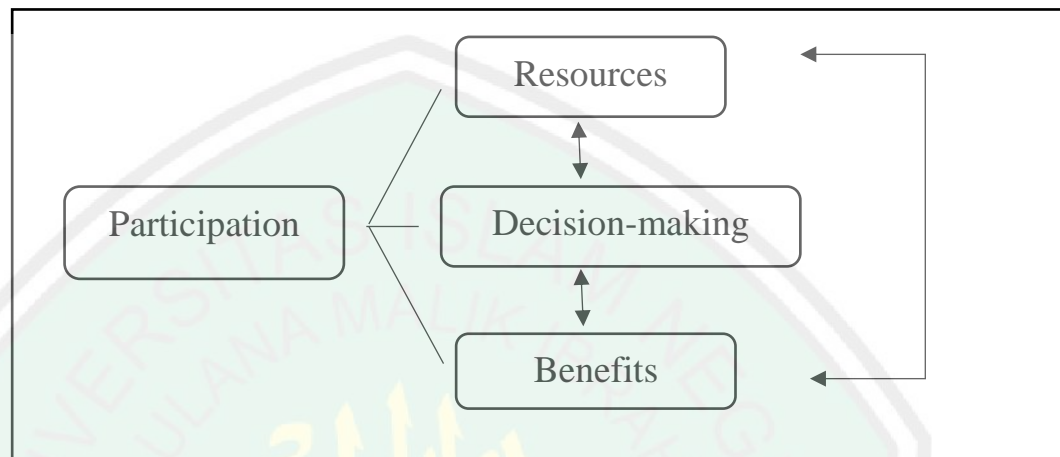 Resources
Participation
Decision-making
Benefits